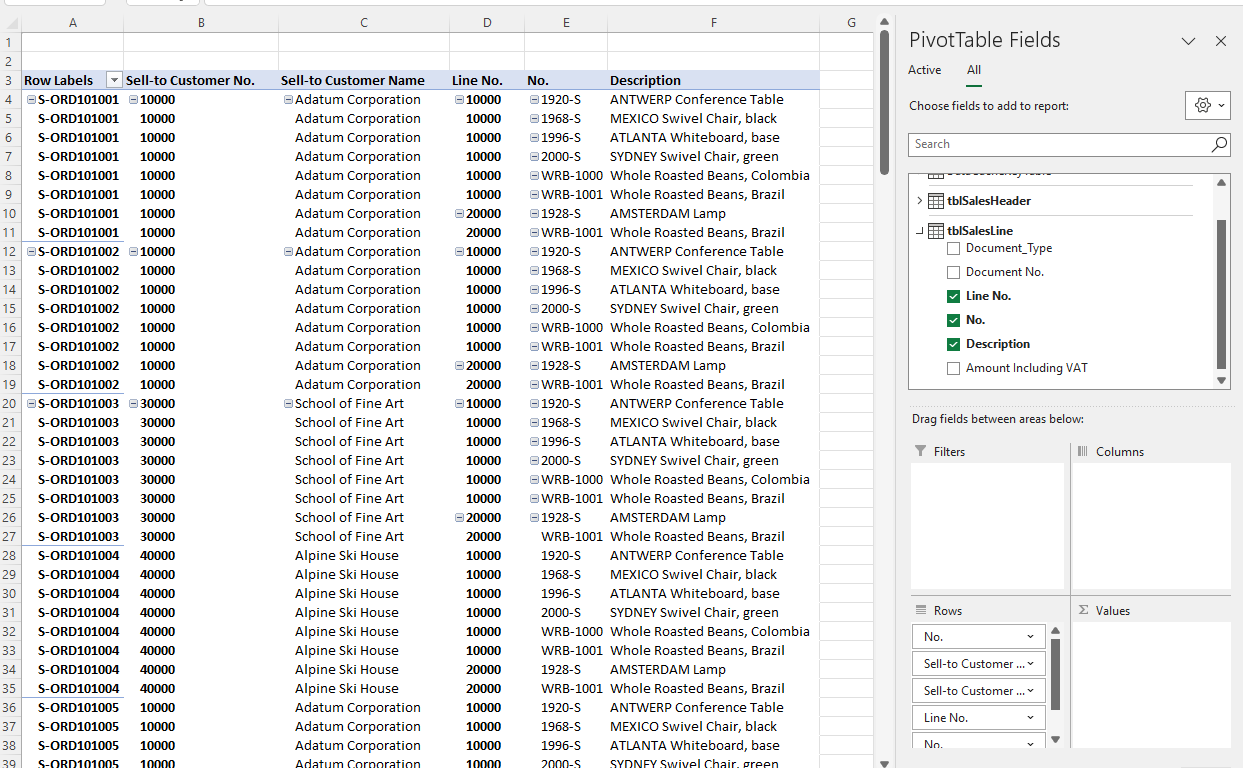 A B C D E F G
1
2
3 Row Labels Sell-to Customer No. Sell-to Customer Name Line No. No. Description
4 S-ORD101001 10000 Adatum Corporation 10000 1920-S ANTWERP Conference Table
5 S-ORD101001 10000 Adatum Corporation 10000 1968-S MEXICO Swivel Chair, black
6 S-ORD101001 10000 Adatum Corporation 10000 1996-S ATLANTA Whiteboard, base
7 S-ORD101001 10000 Adatum Corporation 10000 2000-S SYDNEY Swivel Chair, green
8 S-ORD101001 10000 Adatum Corporation 10000 WRB-1000 Whole Roasted Beans, Colombia
9 S-ORD101001 10000 Adatum Corporation 10000 WRB-1001 Whole Roasted Beans, Brazil
10 S-ORD101001 10000 Adatum Corporation 20000 1928-S AMSTERDAM Lamp
11 S-ORD101001 10000 Adatum Corporation 20000 WRB-1001 Whole Roasted Beans, Brazil
12 S-ORD101002 10000 Adatum Corporation 10000 1920-S ANTWERP Conference Table
13 S-ORD101002 10000 Adatum Corporation 10000 1968-S MEXICO Swivel Chair, black
14 S-ORD101002 10000 Adatum Corporation 10000 1996-S ATLANTA Whiteboard, base
15 S-ORD101002 10000 Adatum Corporation 10000 2000-S SYDNEY Swivel Chair, green
16 S-ORD101002 10000 Adatum Corporation 10000 WRB-1000 Whole Roasted Beans, Colombia
17 S-ORD101002 10000 Adatum Corporation 10000 WRB-1001 Whole Roasted Beans, Brazil
18 S-ORD101002 10000 Adatum Corporation 20000 1928-S AMSTERDAM Lamp
19 S-ORD101002 10000 Adatum Corporation 20000 WRB-1001 Whole Roasted Beans, Brazil
20 S-ORD101003 30000 School of Fine Art 10000 1920-S ANTWERP Conference Table
21 S-ORD101003 30000 School of Fine Art 10000 1968-S MEXICO Swivel Chair, black
22 S-ORD101003 30000 School of Fine Art 10000 1996-S ATLANTA Whiteboard, base
23 S-ORD101003 30000 School of Fine Art 10000 2000-S SYDNEY Swivel Chair, green
24 S-ORD101003 30000 School of Fine Art 10000 WRB-1000 Whole Roasted Beans, Colombia
25 S-ORD101003 30000 School of Fine Art 10000 WRB-1001 Whole Roasted Beans, Brazil
26 S-ORD101003 30000 School of Fine Art 20000 1928-S AMSTERDAM Lamp
27 S-ORD101003 30000 School of Fine Art 20000 WRB-1001 Whole Roasted Beans, Brazil
28 S-ORD101004 40000 Alpine Ski House 10000 1920-S ANTWERP Conference Table
29 S-ORD101004 40000 Alpine Ski House 10000 1968-S MEXICO Swivel Chair, black
30 S-ORD101004 40000 Alpine Ski House 10000 1996-S ATLANTA Whiteboard, base
31 S-ORD101004 40000 Alpine Ski House 10000 2000-S SYDNEY Swivel Chair, green
32 S-ORD101004 40000 Alpine Ski House 10000 WRB-1000 Whole Roasted Beans, Colombia
33 S-ORD101004 40000 Alpine Ski House 10000 WRB-1001 Whole Roasted Beans, Brazil
34 S-ORD101004 40000 Alpine Ski House 20000 1928-S AMSTERDAM Lamp
35 S-ORD101004 40000 Alpine Ski House 20000 WRB-1001 Whole Roasted Beans, Brazil
36 S-ORD101005 10000 Adatum Corporation 10000 1920-S ANTWERP Conference Table
37 S-ORD101005 10000 Adatum Corporation 10000 1968-S MEXICO Swivel Chair, black
38 S-ORD101005 10000 Adatum Corporation 10000 1996-S ATLANTA Whiteboard, base
39 S-ORD101005 10000 Adatum Corporation 10000 2000-S SYDNEY Swivel Chair, green
PivotTable Fields
Active All
Choose fields to add to report:
Search
tblSalesHeader
tblSalesLine
Document_Type
Document No.
Line No.
No.
Description
Amount Including VAT
Drag fields between areas below:
Filters
Columns
Rows
No.
Sell-to Customer ...
Sell-to Customer ...
Line No.
No.
Values